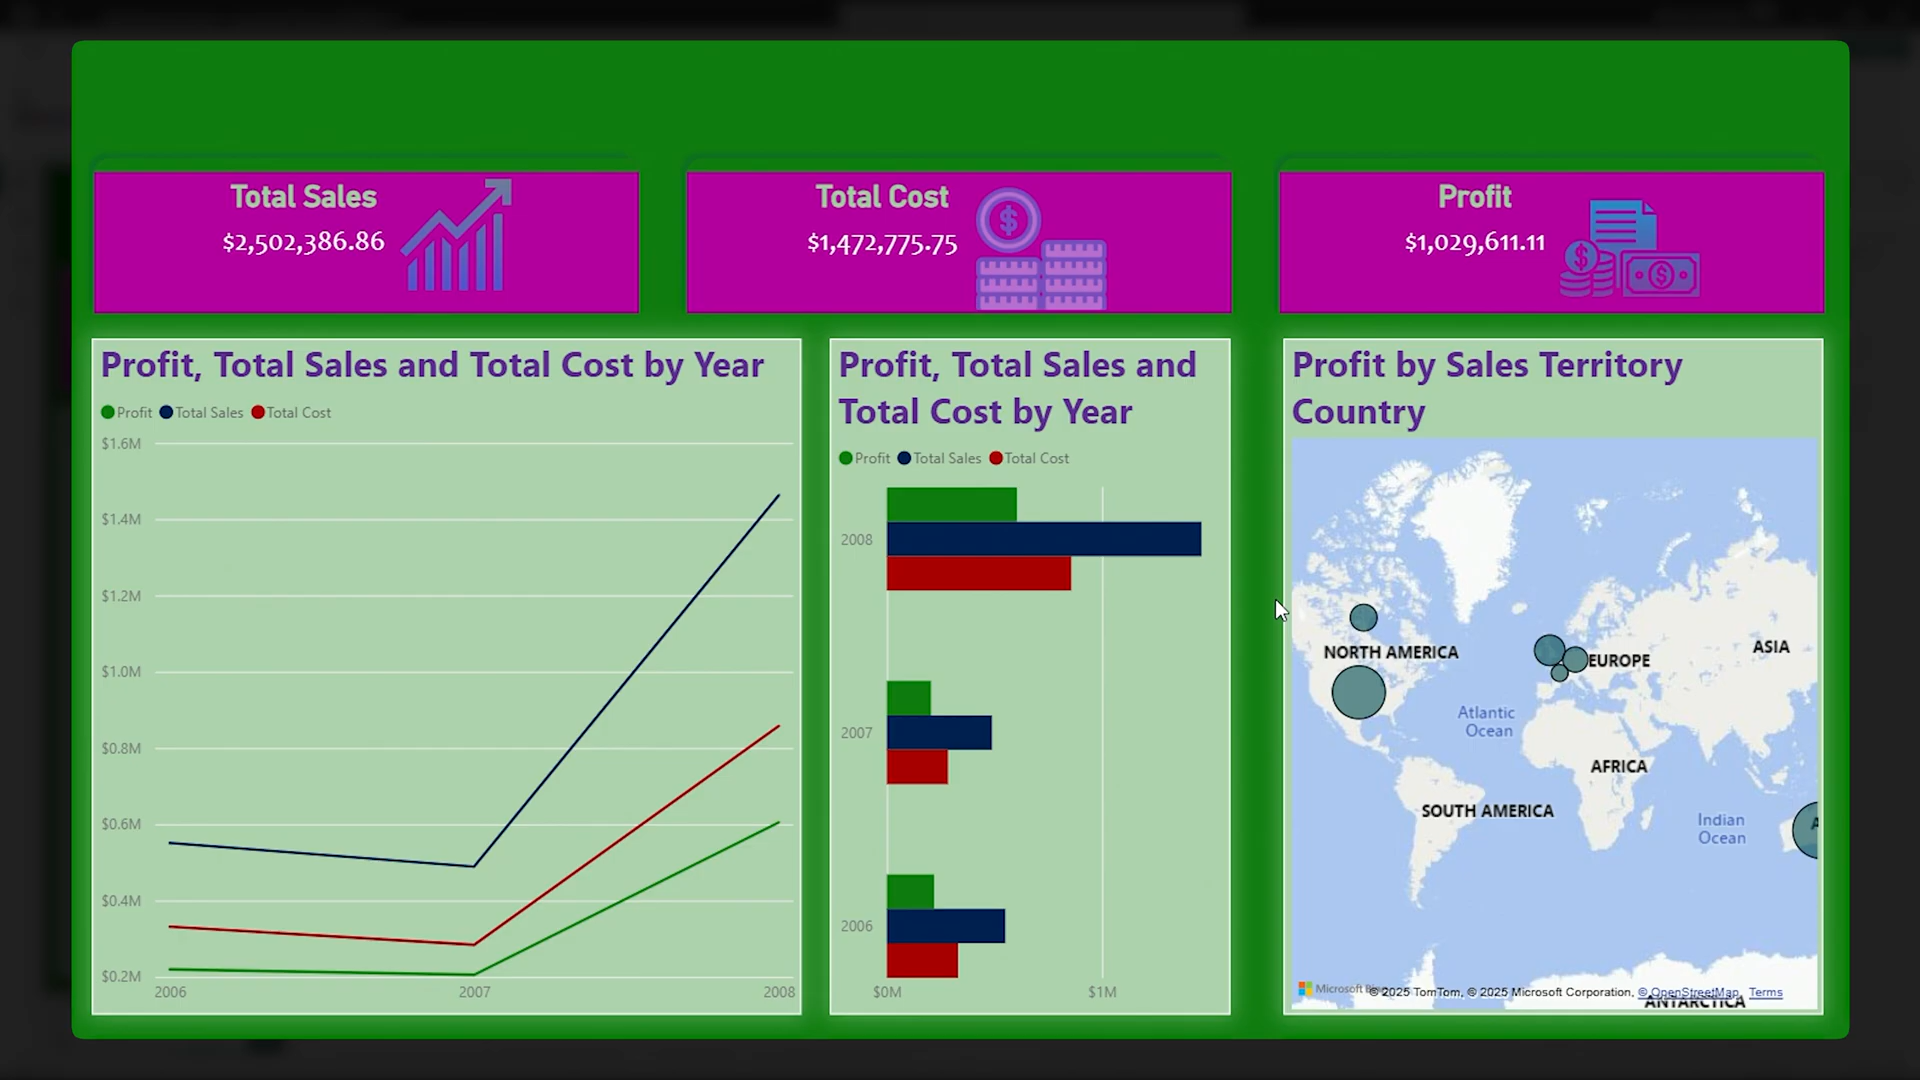 Total Sales
$2,502,386.86
Total Cost
$1,472,775.75
Profit
$1,029,611.11
Profit, Total Sales and Total Cost by Year
Profit Total Sales Total Cost
$1.6M
$1.4M
$1.2M
$1.0M
$0.8M
$0.6M
$0.4M
$0.2M
2006 2007 2008
Profit, Total Sales and
Total Cost by Year
Profit Total Sales Total Cost
2008
2007
2006
$0M $1M
Profit by Sales Territory
Country
NORTH AMERICA
EUROPE
ASIA
Atlantic
Ocean
AFRICA
SOUTH AMERICA
Indian
Ocean
A
Microsoft
© 2025 TomTom, © 2025 Microsoft Corporation, © OpenStreetMap Terms
ANTARCTICA